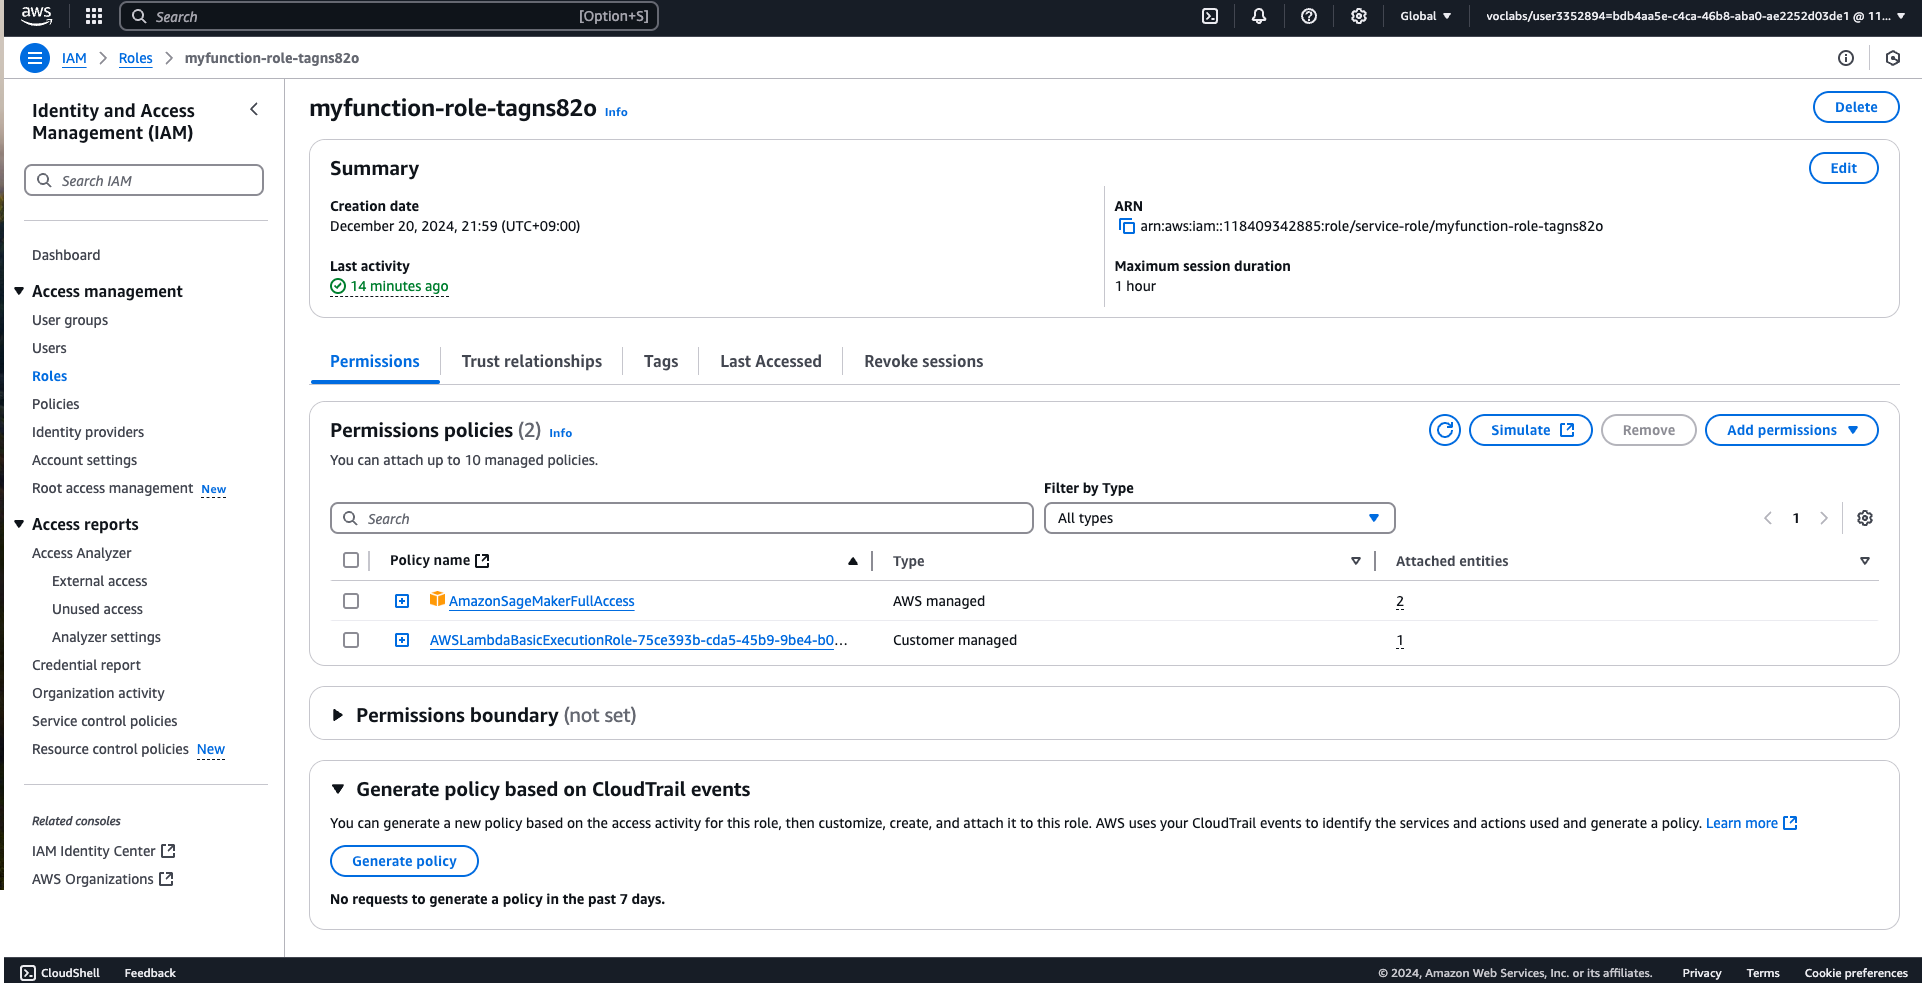 aws
Search [Option+S]
Global
voclabs/user3352894=bdb4aa5e-c4ca-46b8-aba0-ae2252d03de1 @ 11...
IAM > Roles > myfunction-role-tagns82o
Identity and Access
Management (IAM)
Search IAM
Dashboard
Access management
User groups
Users
Roles
Policies
Identity providers
Account settings
Root access management New
Access reports
Access Analyzer
External access
Unused access
Analyzer settings
Credential report
Organization activity
Service control policies
Resource control policies New
Related consoles
IAM Identity Center
AWS Organizations
myfunction-role-tagns82o Info
Delete
Summary
Edit
Creation date
December 20, 2024, 21:59 (UTC+09:00)
ARN
arn:aws:iam::118409342885:role/service-role/myfunction-role-tagns82o
Last activity
14 minutes ago
Maximum session duration
1 hour
Permissions
Trust relationships
Tags
Last Accessed
Revoke sessions
Permissions policies (2) Info
You can attach up to 10 managed policies.
Simulate
Remove
Add permissions
Filter by Type
Search
All types
1
Policy name Type Attached entities
AmazonSageMakerFullAccess AWS managed 2
AWSLambdaBasicExecutionRole-75ce393b-cda5-45b9-9be4-b0... Customer managed 1
Permissions boundary (not set)
Generate policy based on CloudTrail events
You can generate a new policy based on the access activity for this role, then customize, create, and attach it to this role. AWS uses your CloudTrail events to identify the services and actions used and generate a policy. Learn more
Generate policy
No requests to generate a policy in the past 7 days.
CloudShell Feedback © 2024, Amazon Web Services, Inc. or its affiliates. Privacy Terms Cookie preferences